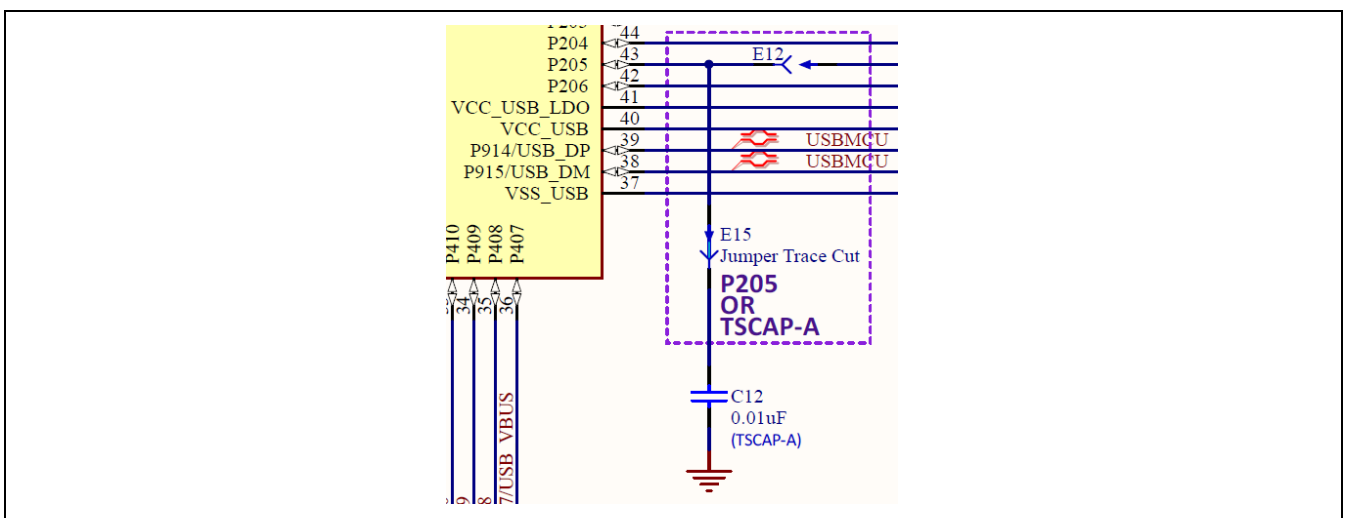 44
P204
43
P205
E12
42
P206
41
VCC_USB_LDO
40
VCC_USB
39
USBMCU
P914/USB_DP
38
USBMCU
P915/USB_DM
37
VSS_USB
P410
P409
P408
P407
34
35
36
E15
Jumper Trace Cut
P205
OR
TSCAP-A
C12
0.01uF
(TSCAP-A)
7/USB_VBUS